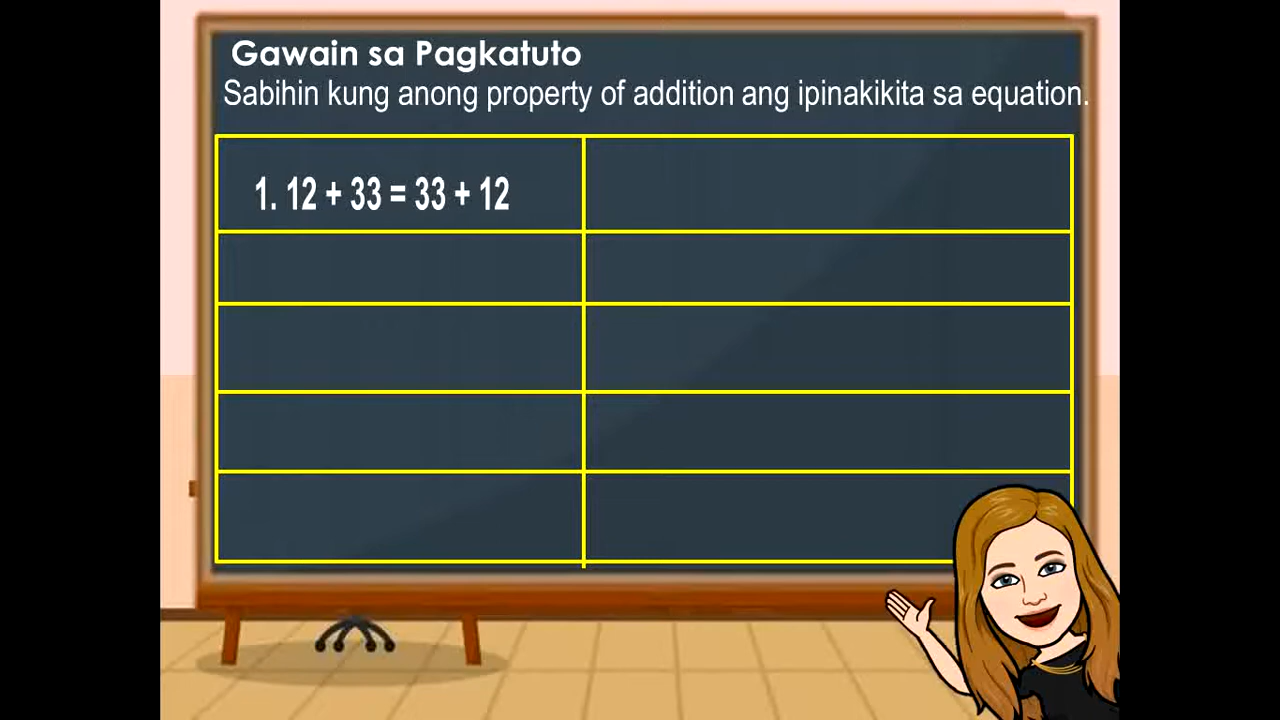 Gawain sa Pagkatuto
Sabihin kung anong property of addition ang ipinakikita sa equation.
1. 12 + 33 = 33 + 12